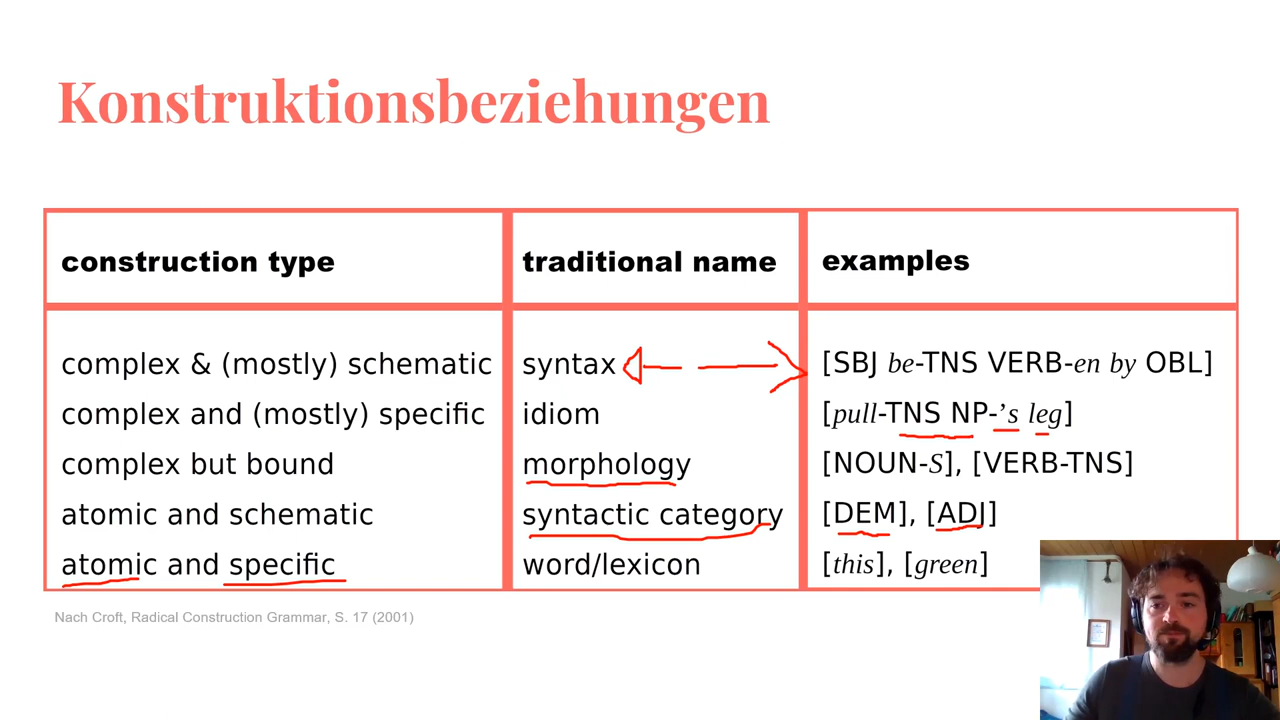 Konstruktionsbeziehungen
construction type traditional name examples
complex & (mostly) schematic syntax [SBJ be-TNS VERB-en by OBL]
complex and (mostly) specific idiom [pull-TNS NP-’s leg]
complex but bound morphology [NOUN-S], [VERB-TNS]
atomic and schematic syntactic category [DEM], [ADJ]
atomic and specific word/lexicon [this], [green]
Nach Croft, Radical Construction Grammar, S. 17 (2001)